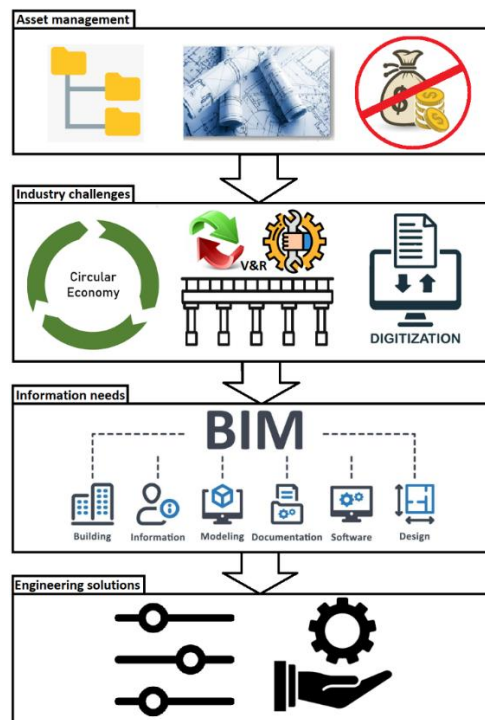 Asset management
Industry challenges
Circular
Economy
V&R
DIGITIZATION
Information needs
BIM
Building Information Modeling Documentation Software Design
Engineering solutions